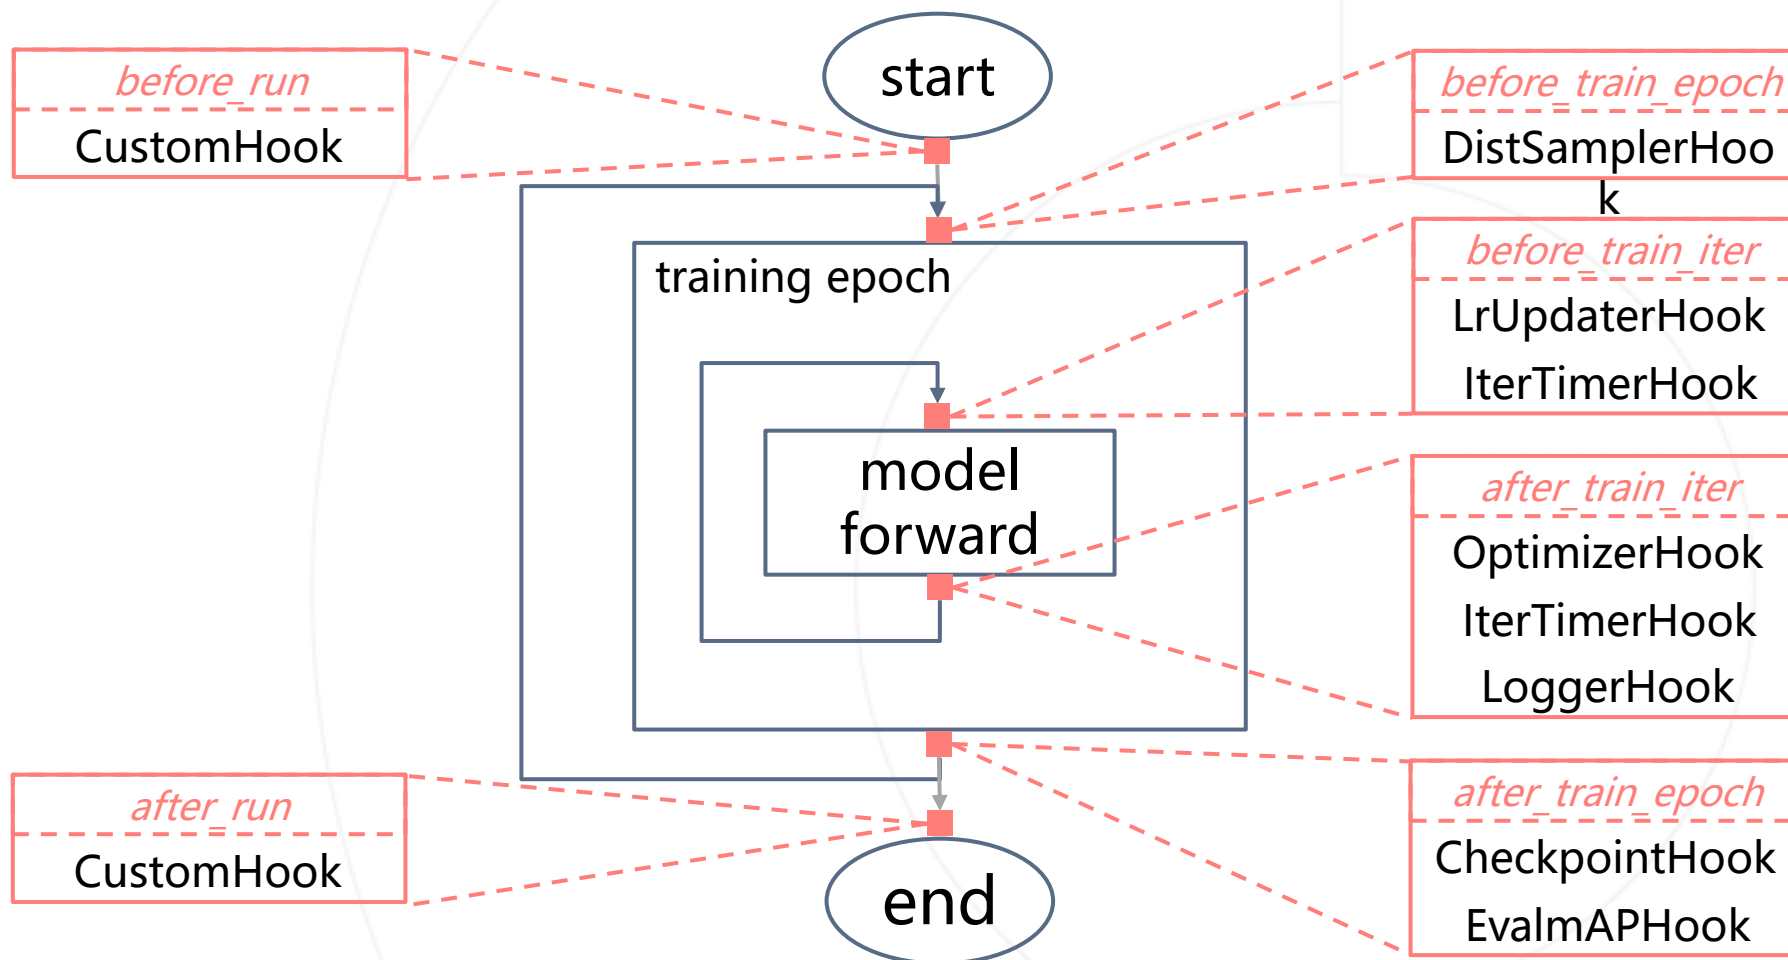 start
before_run
CustomHook
before_train_epoch
DistSamplerHoo
k
training epoch
before_train_iter
LrUpdaterHook
IterTimerHook
model
forward
after_train_iter
OptimizerHook
IterTimerHook
LoggerHook
after_run
CustomHook
end
after_train_epoch
CheckpointHook
EvalmAPHook